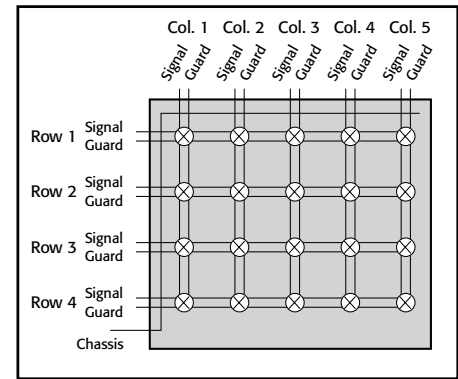 Col. 1 Col. 2 Col. 3 Col. 4 Col. 5
Signal Guard Signal Guard Signal Guard Signal Guard Signal Guard
Row 1 Signal
Guard
Row 2 Signal
Guard
Row 3 Signal
Guard
Row 4 Signal
Guard
Chassis